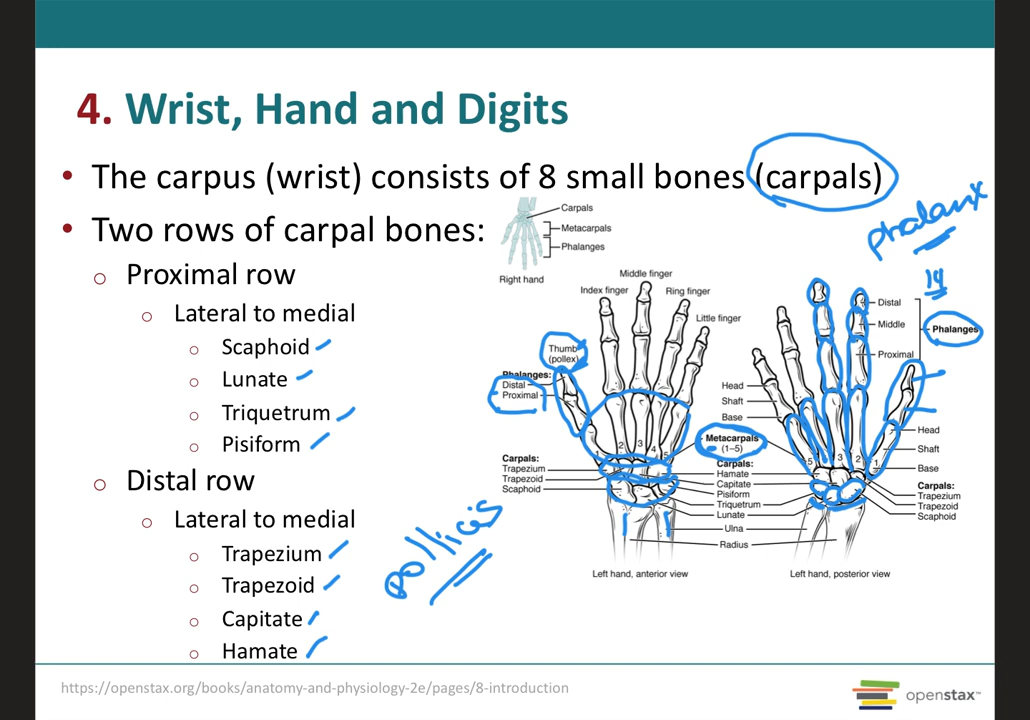 4. Wrist, Hand and Digits
• The carpus (wrist) consists of 8 small bones (carpals)
• Two rows of carpal bones:
o Proximal row
o Lateral to medial
o Scaphoid
o Lunate
o Triquetrum
o Pisiform
o Distal row
o Lateral to medial
o Trapezium
o Trapezoid
o Capitate
o Hamate
Carpals
Metacarpals
Phalanges
Right hand
phalanx
14
Middle finger
Index finger
Ring finger
Little finger
Thumb
(pollex)
Phalanges:
Distal
Proximal
1
2
3
4
5
Carpals:
Trapezium
Trapezoid
Scaphoid
Head
Shaft
Base
Metacarpals
(1–5)
Carpals:
Hamate
Capitate
Pisiform
Triquetrum
Lunate
Ulna
Radius
Distal
Middle
Proximal
Phalanges
5
3
2
1
Head
Shaft
Base
Carpals:
Trapezium
Trapezoid
Scaphoid
Left hand, anterior view
Left hand, posterior view
pollicis
https://openstax.org/books/anatomy-and-physiology-2e/pages/8-introduction
openstax™